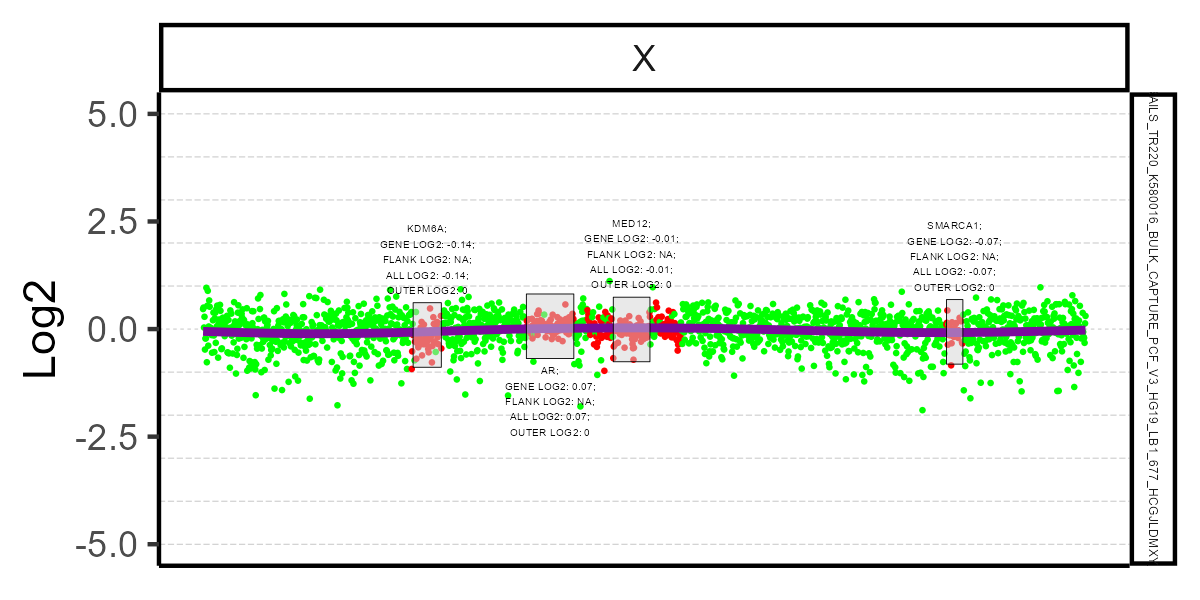 X
5.0
2.5
0.0
-2.5
-5.0
Log2
KDM6A;
GENE LOG2: -0.14;
FLANK LOG2: NA;
ALL LOG2: -0.14;
OUTER LOG2: 0
AR;
GENE LOG2: 0.07;
FLANK LOG2: NA;
ALL LOG2: 0.07;
OUTER LOG2: 0
MED12;
GENE LOG2: -0.01;
FLANK LOG2: NA;
ALL LOG2: -0.01;
OUTER LOG2: 0
SMARCA1;
GENE LOG2: -0.07;
FLANK LOG2: NA;
ALL LOG2: -0.07;
OUTER LOG2: 0
AILS_TR220_K580016_BULK_CAPTURE_PCF_V3_HG19_LB1_677_HCGJLDMXY